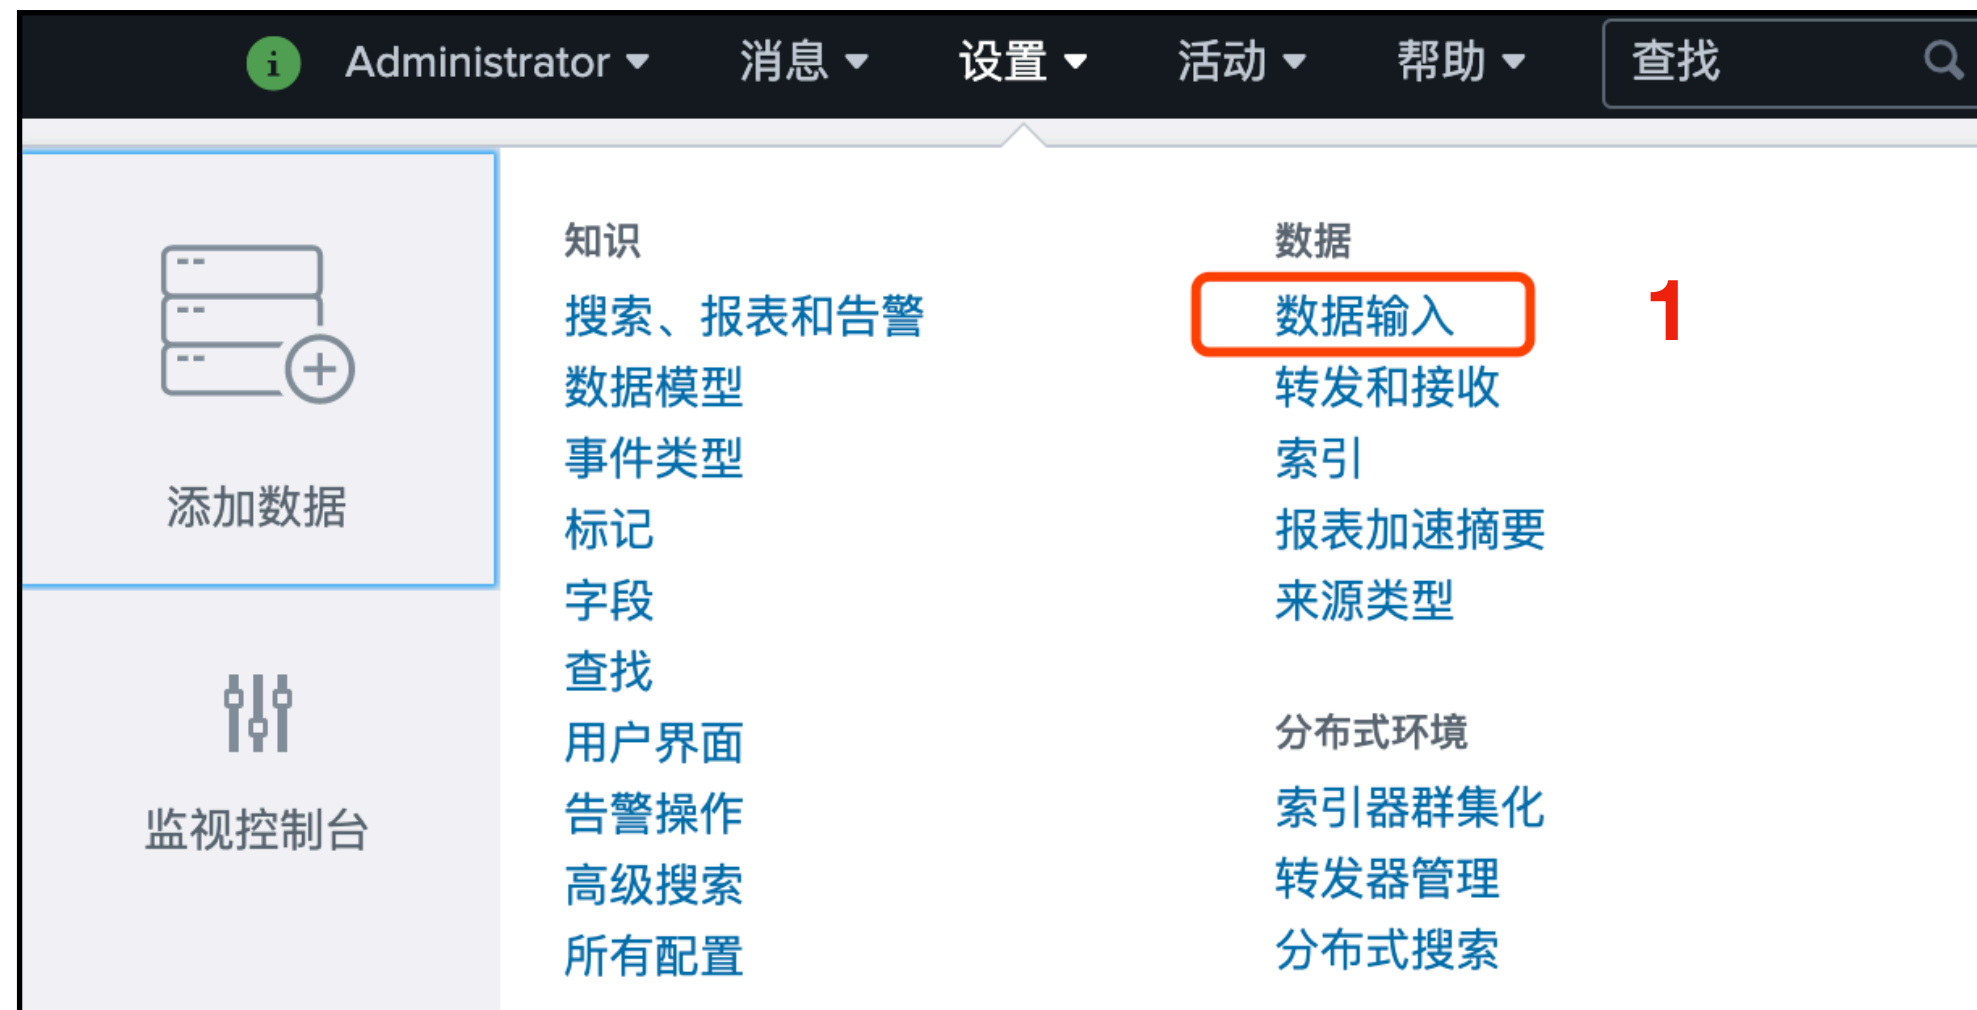 i Administrator 消息 设置 活动 帮助 查找
添加数据
监视控制台
知识
搜索、报表和告警
数据模型
事件类型
标记
字段
查找
用户界面
告警操作
高级搜索
所有配置
数据
数据输入 1
转发和接收
索引
报表加速摘要
来源类型
分布式环境
索引器群集化
转发器管理
分布式搜索